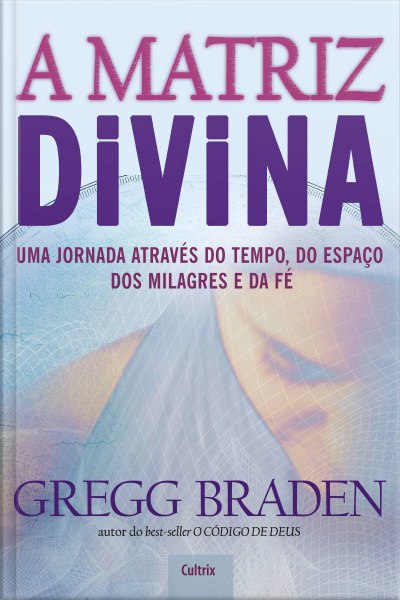 A MATRIZ
DiViNA
UMA JORNADA ATRAVÉS DO TEMPO, DO ESPAÇO
DOS MILAGRES E DA FÉ
GREGG BRADEN
autor do best-seller O CÓDIGO DE DEUS
Cultrix